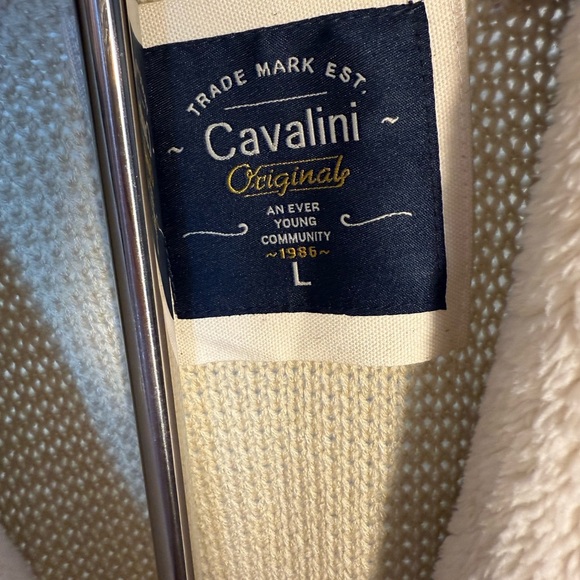 TRADE MARK EST.
~ Cavalini ~
Original
AN EVER
YOUNG
COMMUNITY
~1986~
L